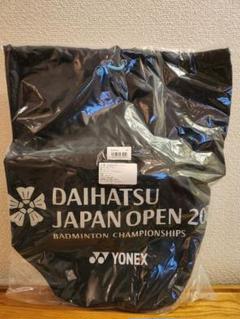 DAIHATSU
JAPAN OPEN 20
BADMINTON CHAMPIONSHIPS
YONEX